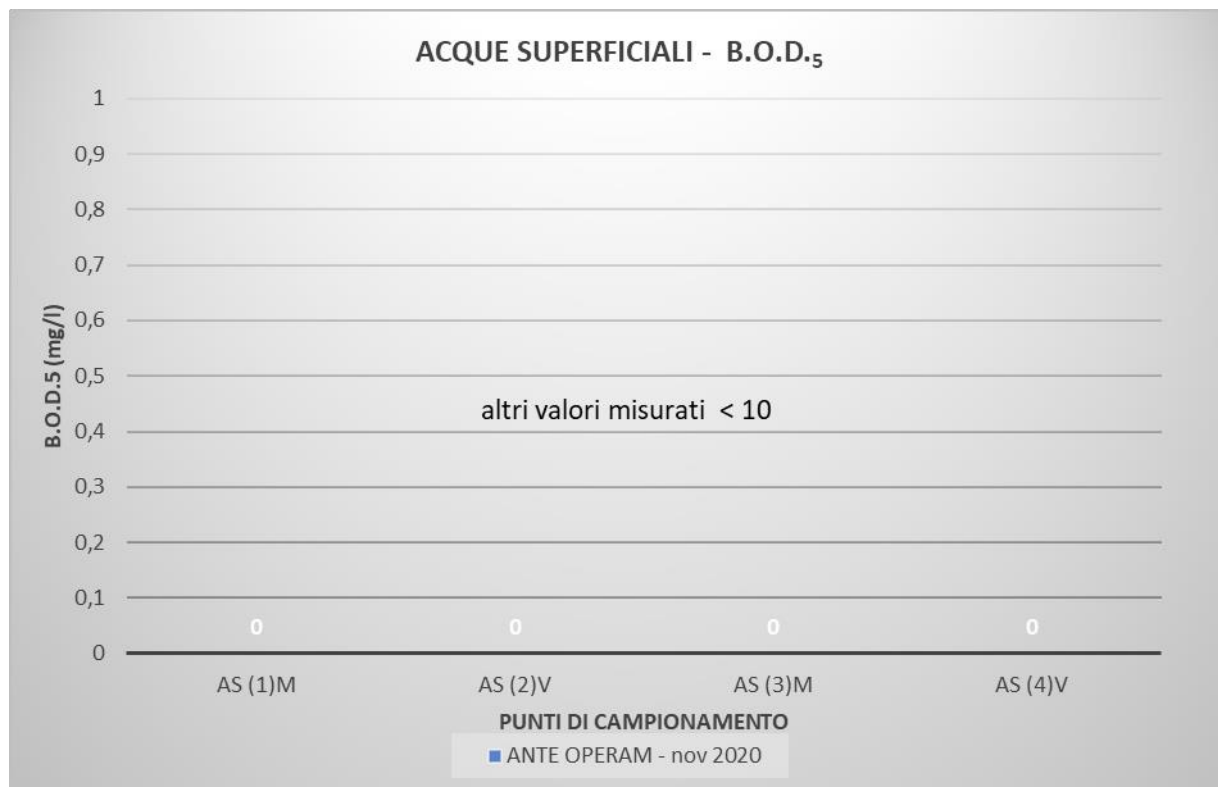 ACQUE SUPERFICIALI - B.O.D.₅
1
0,9
0,8
0,7
0,6
0,5
0,4
0,3
0,2
0,1
0
B.O.D.5 (mg/l)
altri valori misurati < 10
0 0 0 0
AS (1)M AS (2)V AS (3)M AS (4)V
PUNTI DI CAMPIONAMENTO
ANTE OPERAM - nov 2020